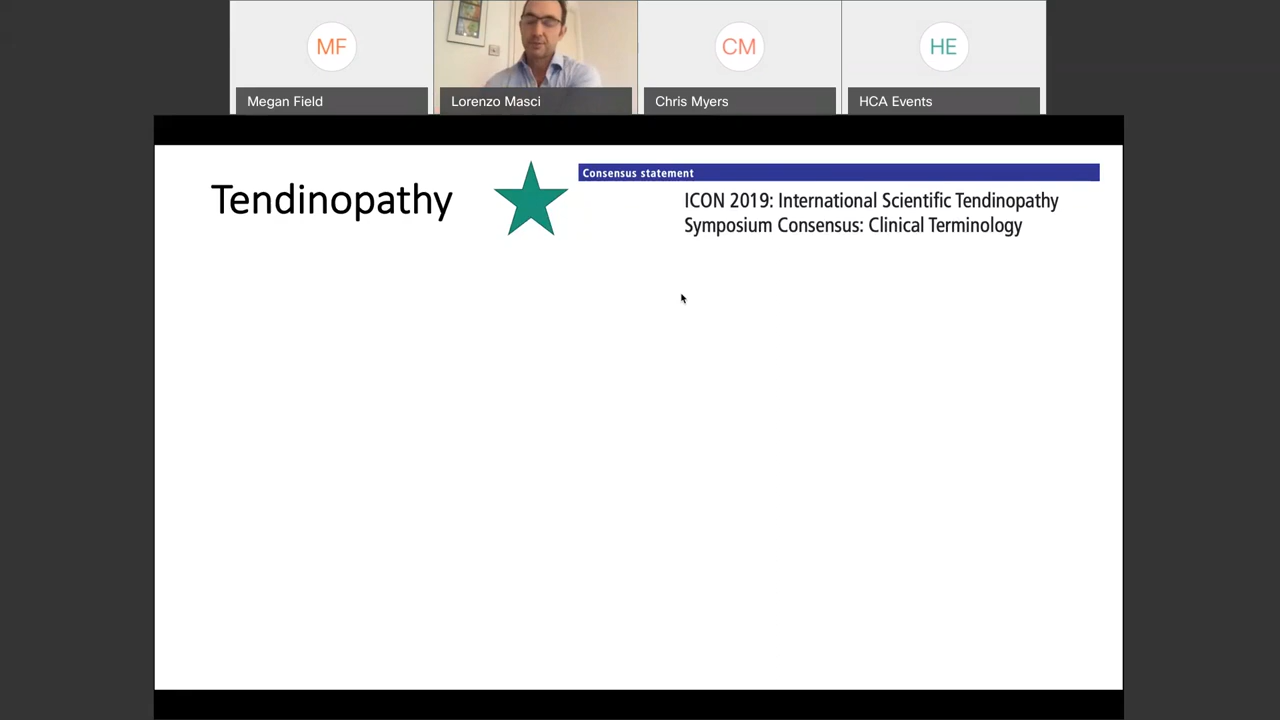 MF
CM
HE
Megan Field
Lorenzo Masci
Chris Myers
HCA Events
Tendinopathy
Consensus statement
ICON 2019: International Scientific Tendinopathy
Symposium Consensus: Clinical Terminology